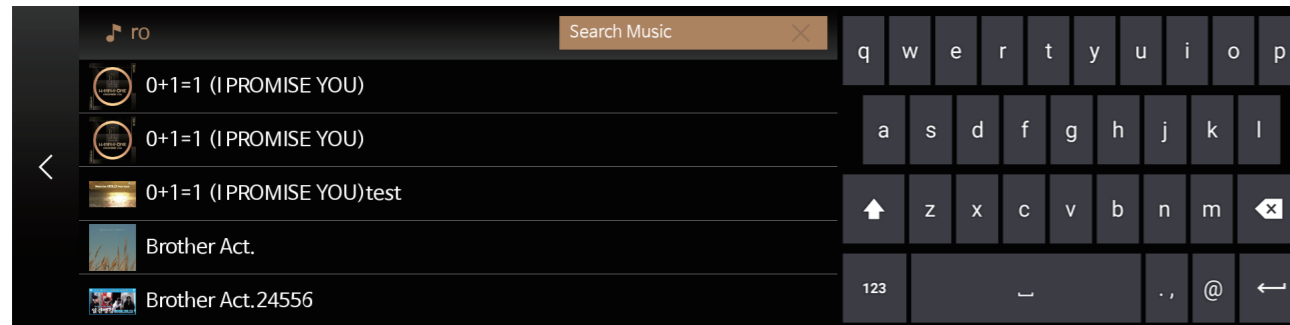 ro
Search Music
0+1=1 (I PROMISE YOU)
0+1=1 (I PROMISE YOU)
0+1=1 (I PROMISE YOU)test
Brother Act.
Brother Act.24556
q w e r t y u i o p
a s d f g h j k l
z x c v b n m
123 . , @